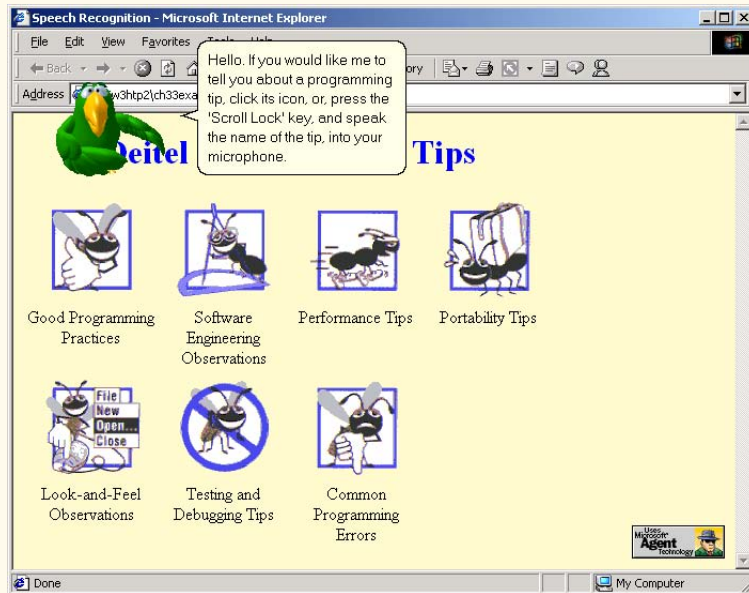 Speech Recognition - Microsoft Internet Explorer
File Edit View Favorites Tools Help
Back
Address w3htp2\ch33exa
Hello. If you would like me to
tell you about a programming
tip, click its icon, or, press the
'Scroll Lock' key, and speak
the name of the tip, into your
microphone.
Deitel Tips
Good Programming
Practices
Software
Engineering
Observations
Performance Tips
Portability Tips
File
New
Open...
Close
Look-and-Feel
Observations
Testing and
Debugging Tips
Common
Programming
Errors
Uses
Microsoft
Agent
Technology
Done
My Computer